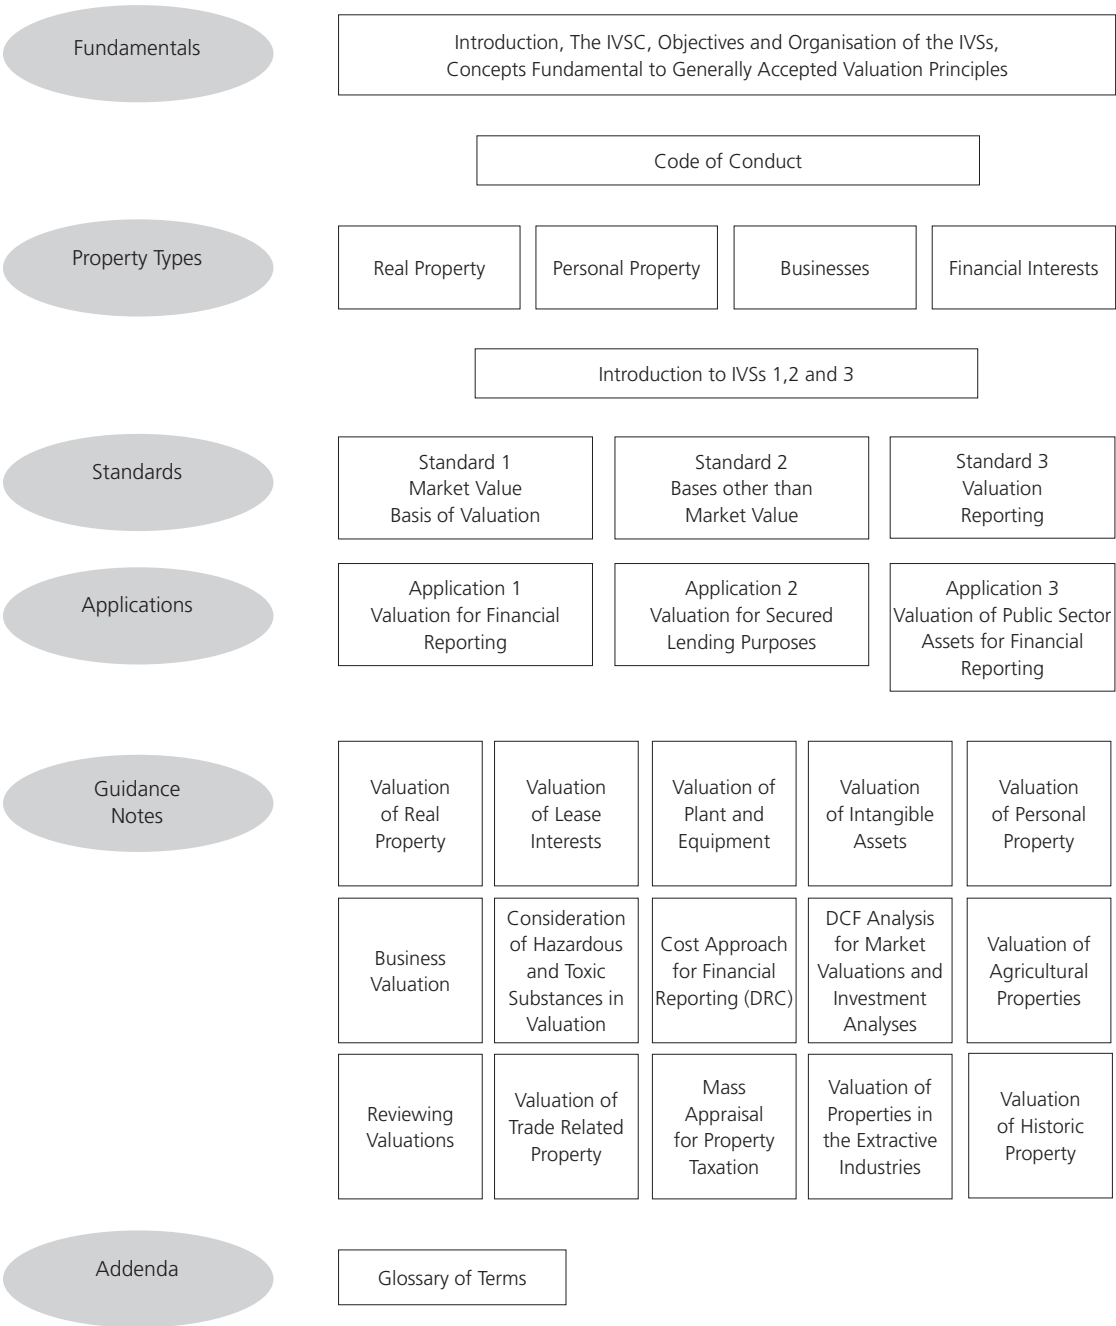 Fundamentals
Introduction, The IVSC, Objectives and Organisation of the IVSs,
Concepts Fundamental to Generally Accepted Valuation Principles
Code of Conduct
Property Types
Real Property
Personal Property
Businesses
Financial Interests
Introduction to IVSs 1,2 and 3
Standards
Standard 1
Market Value
Basis of Valuation
Standard 2
Bases other than
Market Value
Standard 3
Valuation
Reporting
Applications
Application 1
Valuation for Financial
Reporting
Application 2
Valuation for Secured
Lending Purposes
Application 3
Valuation of Public Sector
Assets for Financial
Reporting
Guidance
Notes
Valuation
of Real
Property
Valuation
of Lease
Interests
Valuation of
Plant and
Equipment
Valuation
of Intangible
Assets
Valuation
of Personal
Property
Business
Valuation
Consideration
of Hazardous
and Toxic
Substances in
Valuation
Cost Approach
for Financial
Reporting (DRC)
DCF Analysis
for Market
Valuations and
Investment
Analyses
Valuation of
Agricultural
Properties
Reviewing
Valuations
Valuation of
Trade Related
Property
Mass
Appraisal
for Property
Taxation
Valuation of
Properties in
the Extractive
Industries
Valuation
of Historic
Property
Addenda
Glossary of Terms